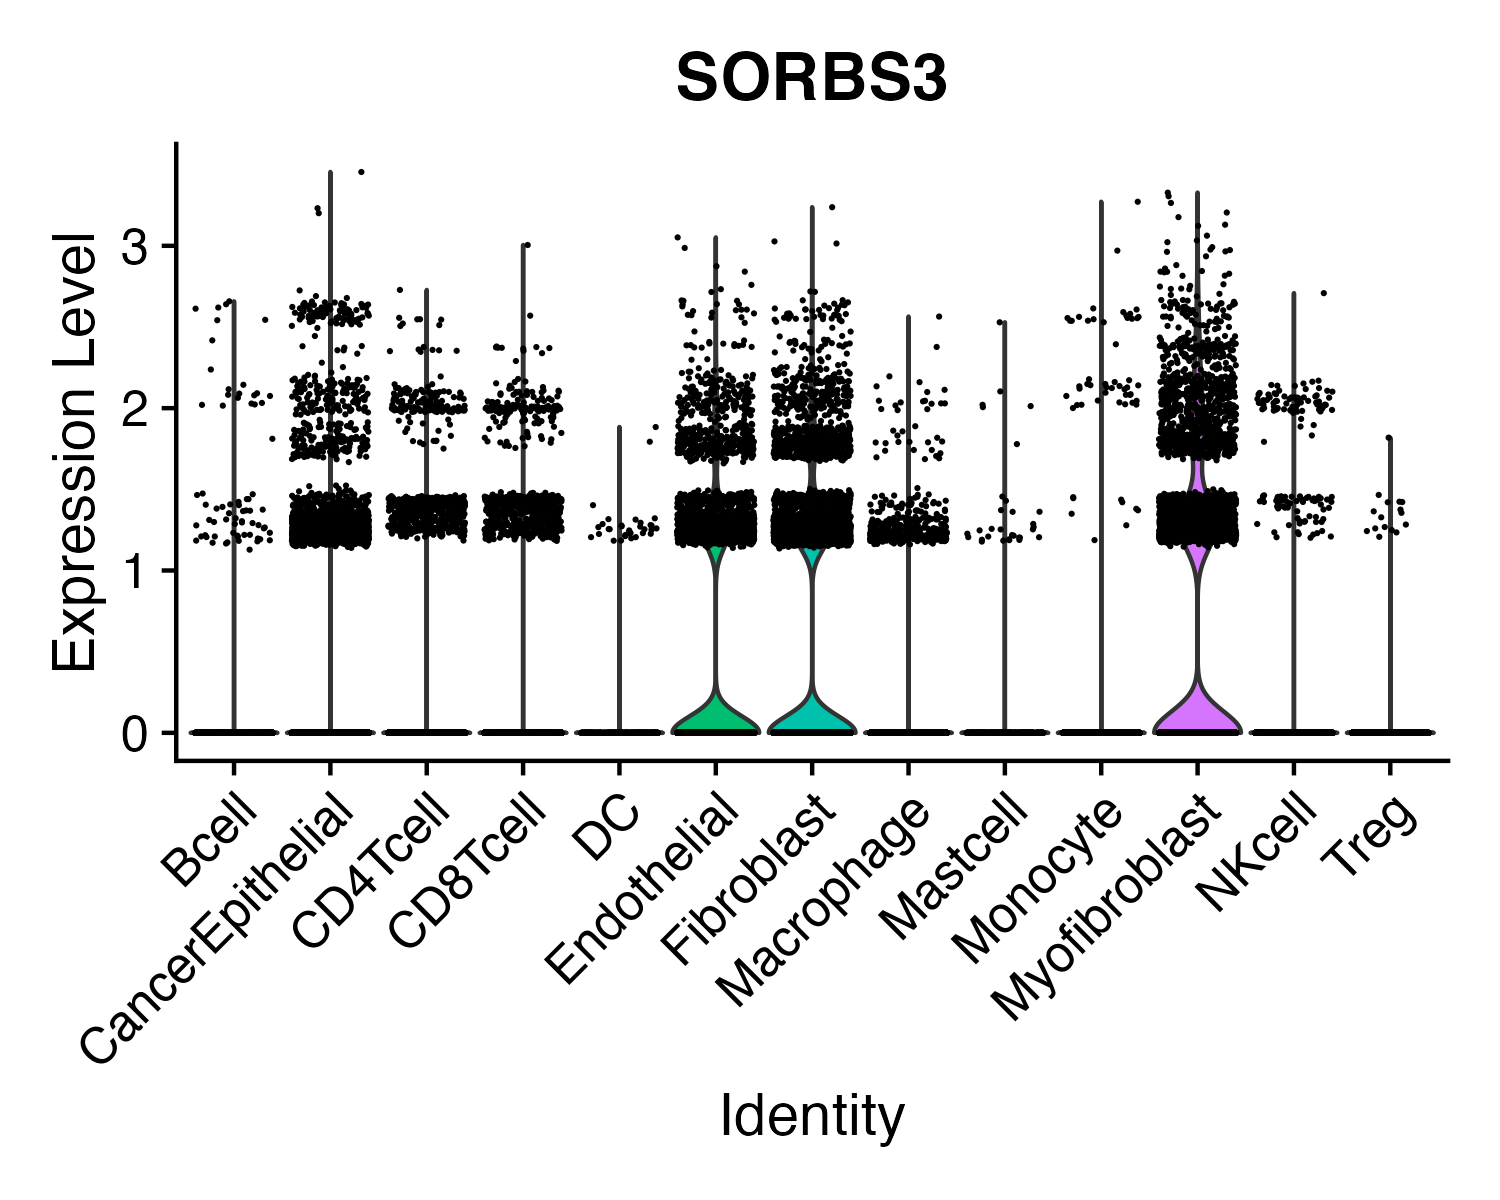 SORBS3
Expression Level
3
2
1
0
Bcell
CancerEpithelial
CD4Tcell
CD8Tcell
DC
Endothelial
Fibroblast
Macrophage
Mastcell
Monocyte
Myofibroblast
NKcell
Treg
Identity